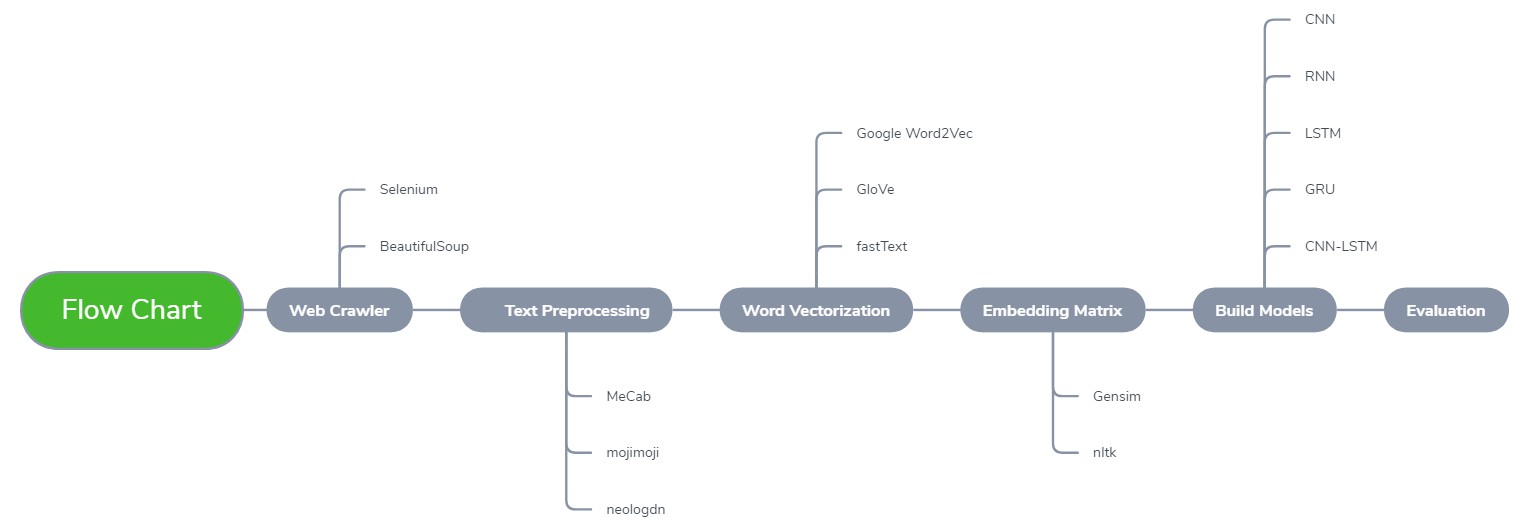 Flow Chart
Web Crawler
Selenium
BeautifulSoup
Text Preprocessing
MeCab
mojimoji
neologdn
Word Vectorization
Google Word2Vec
GloVe
fastText
Embedding Matrix
Gensim
nltk
Build Models
CNN
RNN
LSTM
GRU
CNN-LSTM
Evaluation